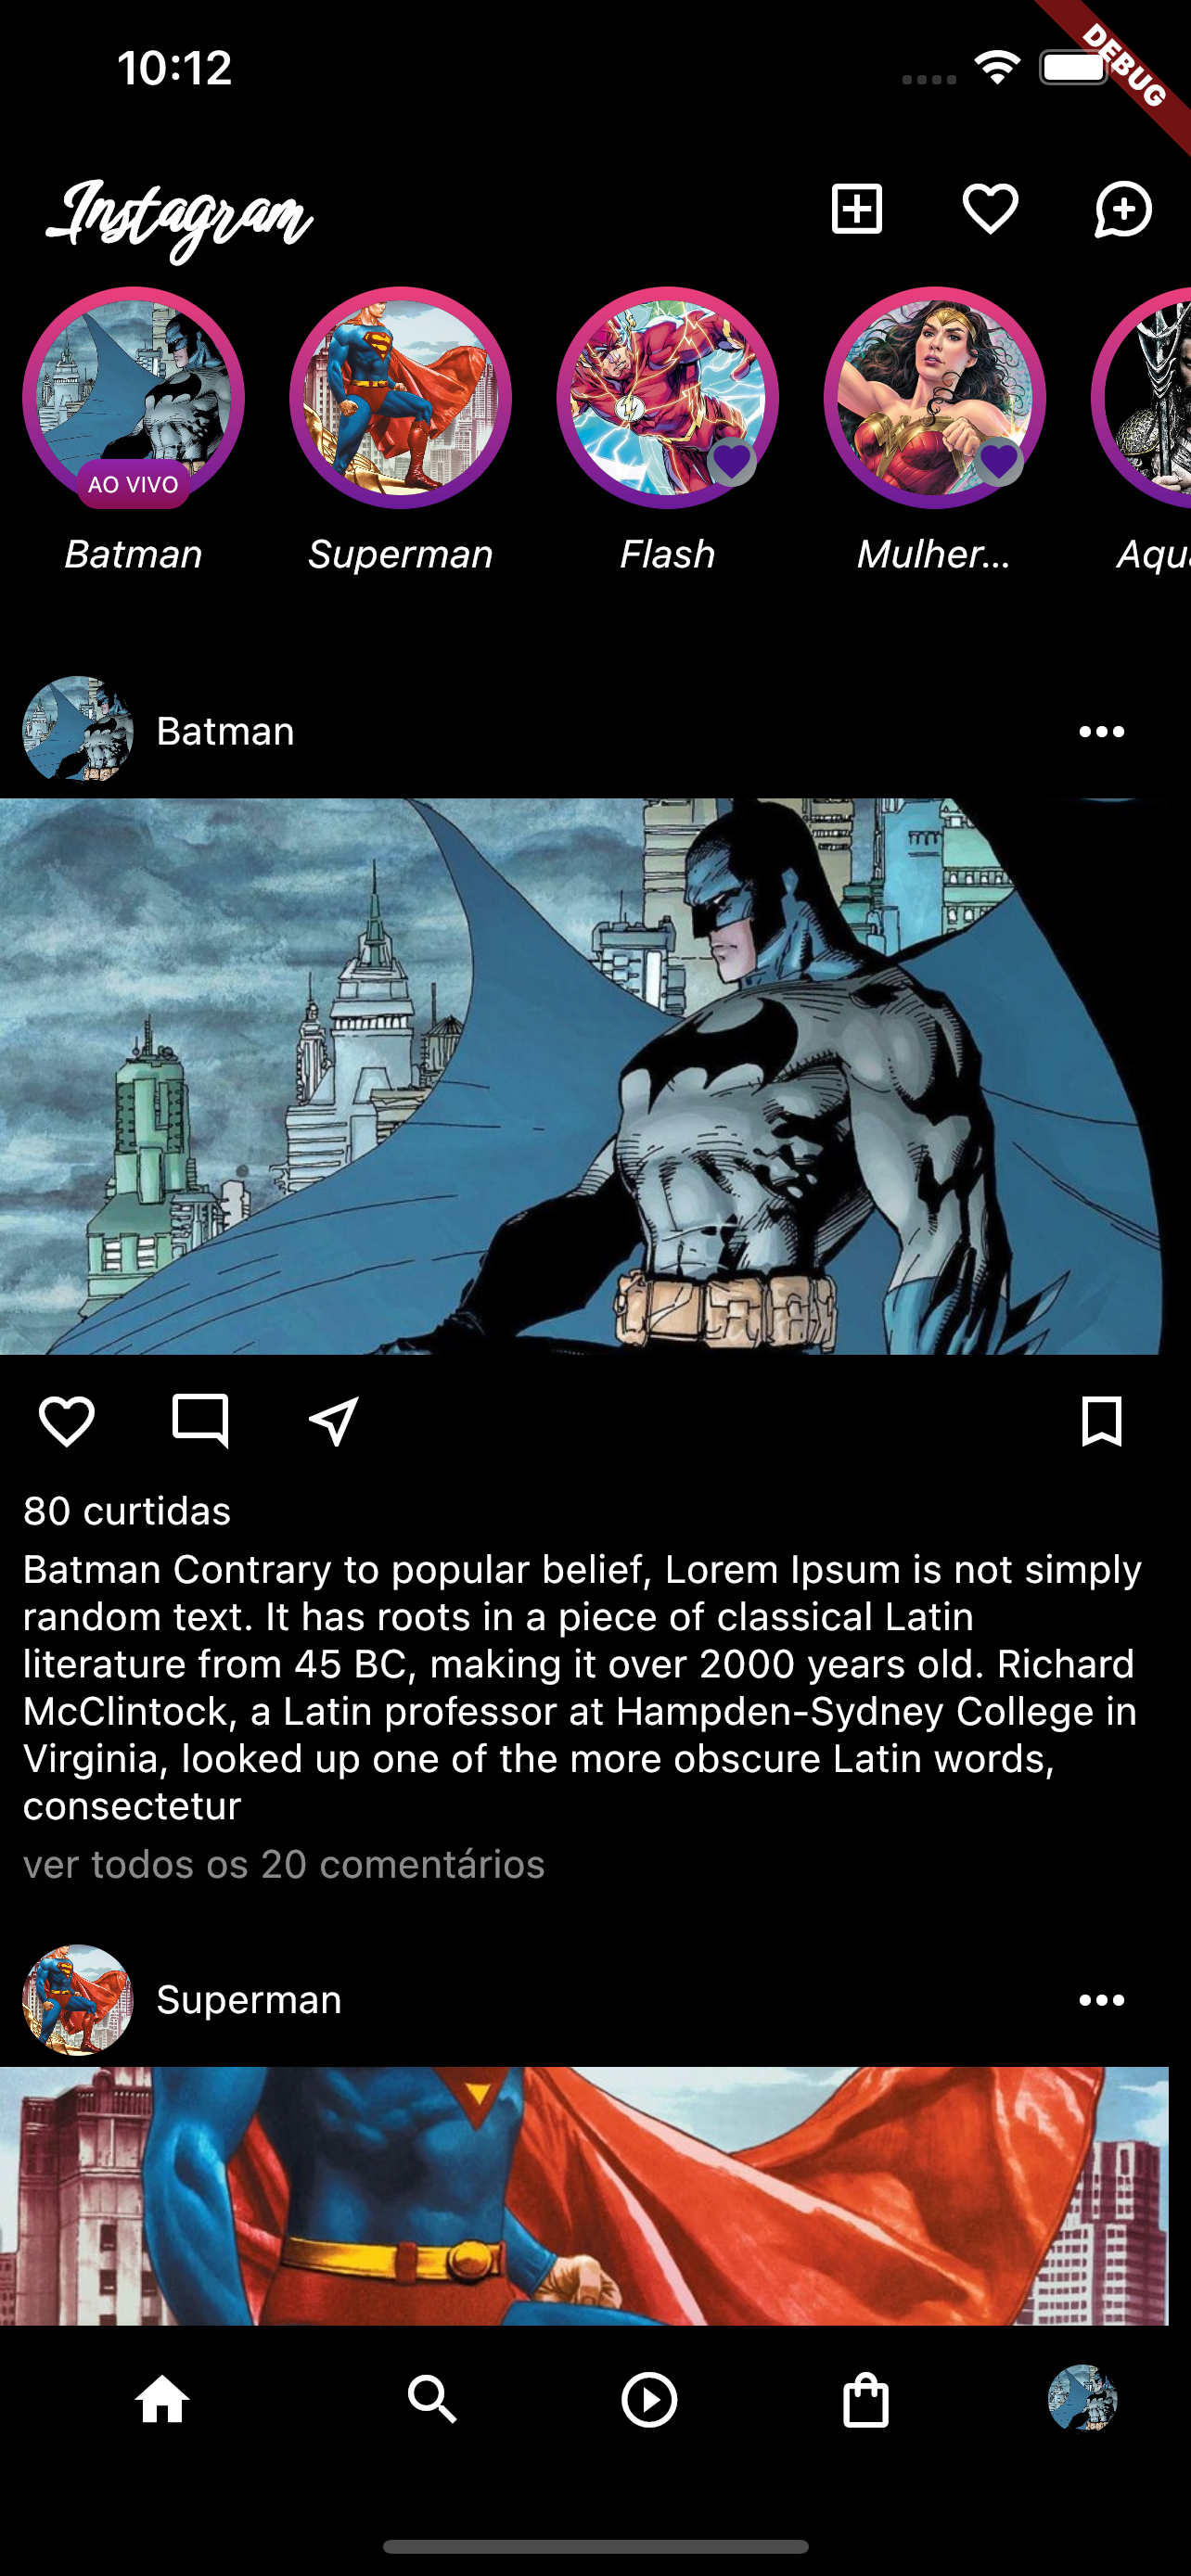 10:12
DEBUG
Instagram
AO VIVO
Batman
Superman
Flash
Mulher...
Aqu
Batman
80 curtidas
Batman Contrary to popular belief, Lorem Ipsum is not simply
random text. It has roots in a piece of classical Latin
literature from 45 BC, making it over 2000 years old. Richard
McClintock, a Latin professor at Hampden-Sydney College in
Virginia, looked up one of the more obscure Latin words,
consectetur
ver todos os 20 comentários
Superman